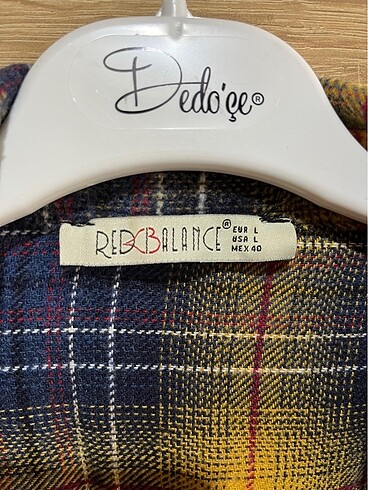 Dedo'çe®
REDBALANCE®
EUR L
USA L
MEX 40